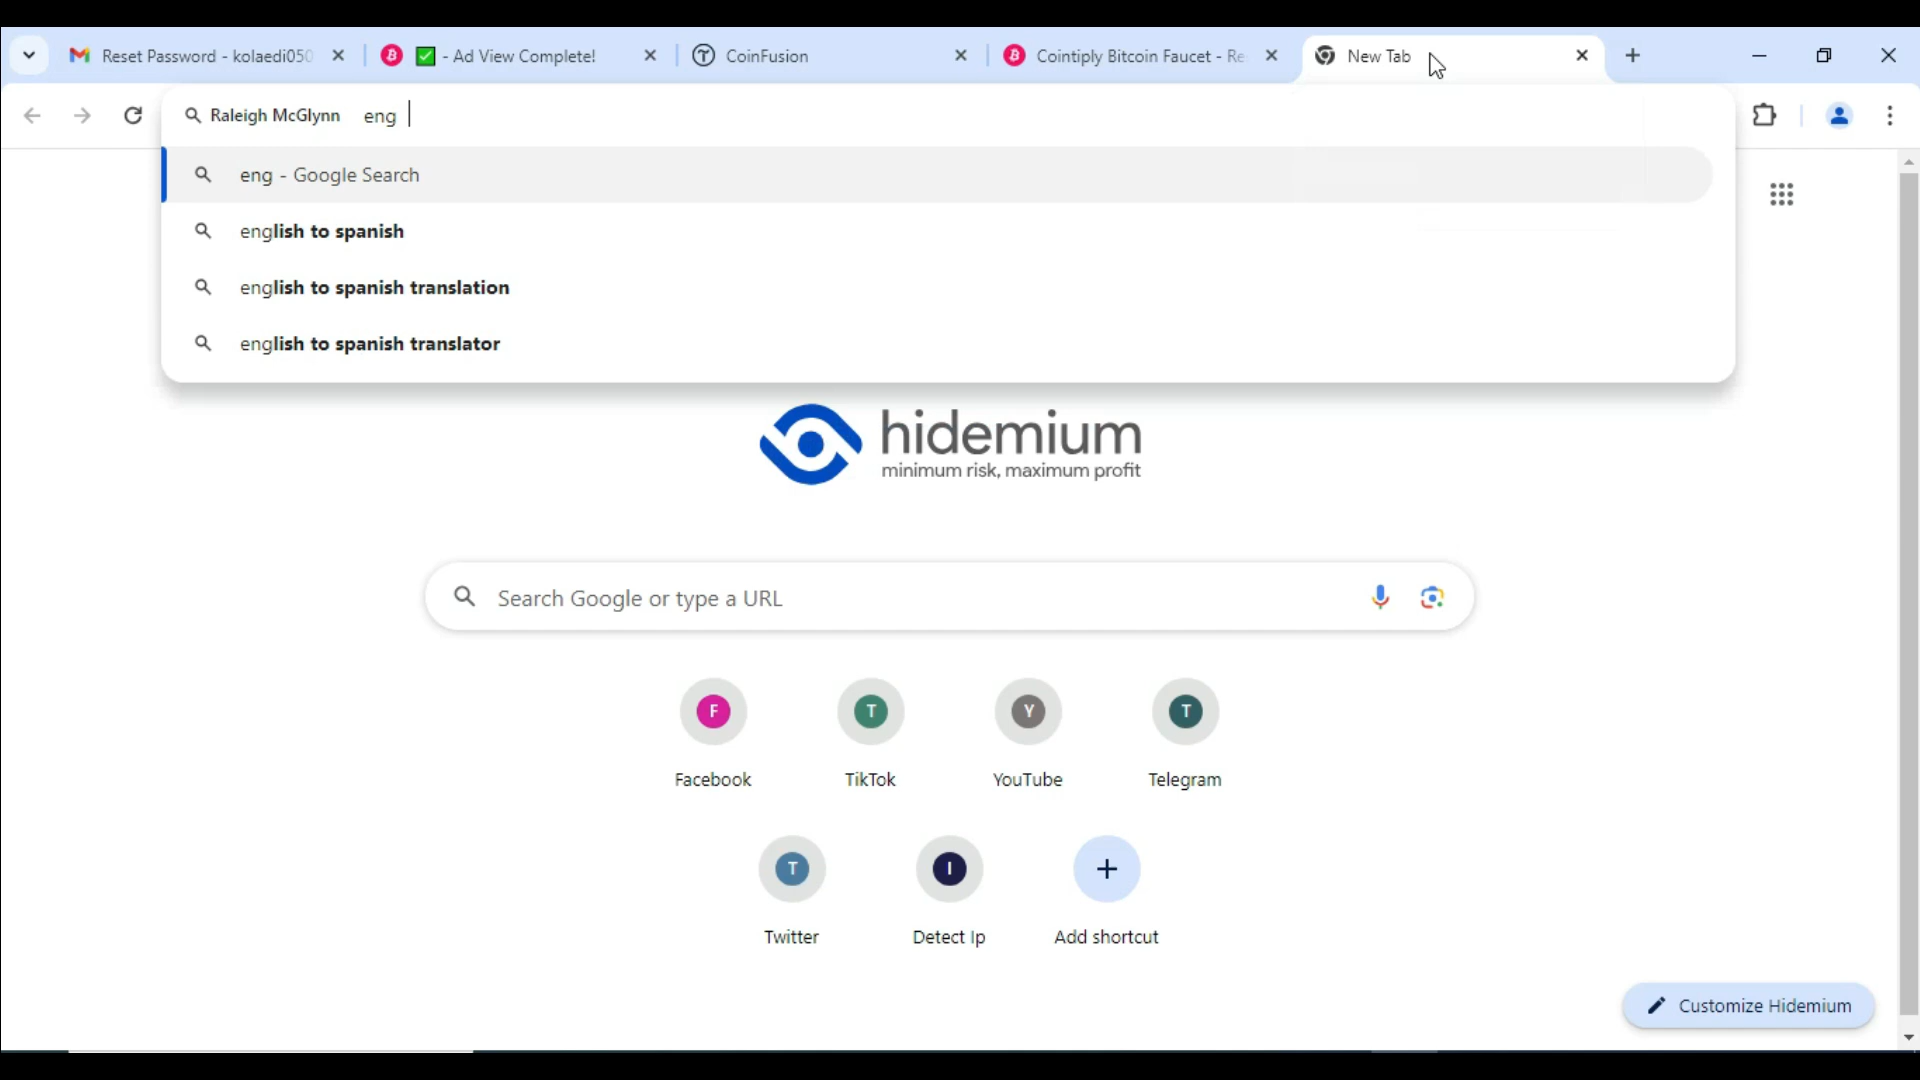 Reset Password - kolaedi050
- Ad View Complete!
CoinFusion
Cointiply Bitcoin Faucet - Re
New Tab
Raleigh McGlynn eng
eng - Google Search
english to spanish
english to spanish translation
english to spanish translator
hidemium
minimum risk, maximum profit
Search Google or type a URL
F
T
Y
T
Facebook
TikTok
YouTube
Telegram
T
I
Twitter
Detect Ip
Add shortcut
Customize Hidemium